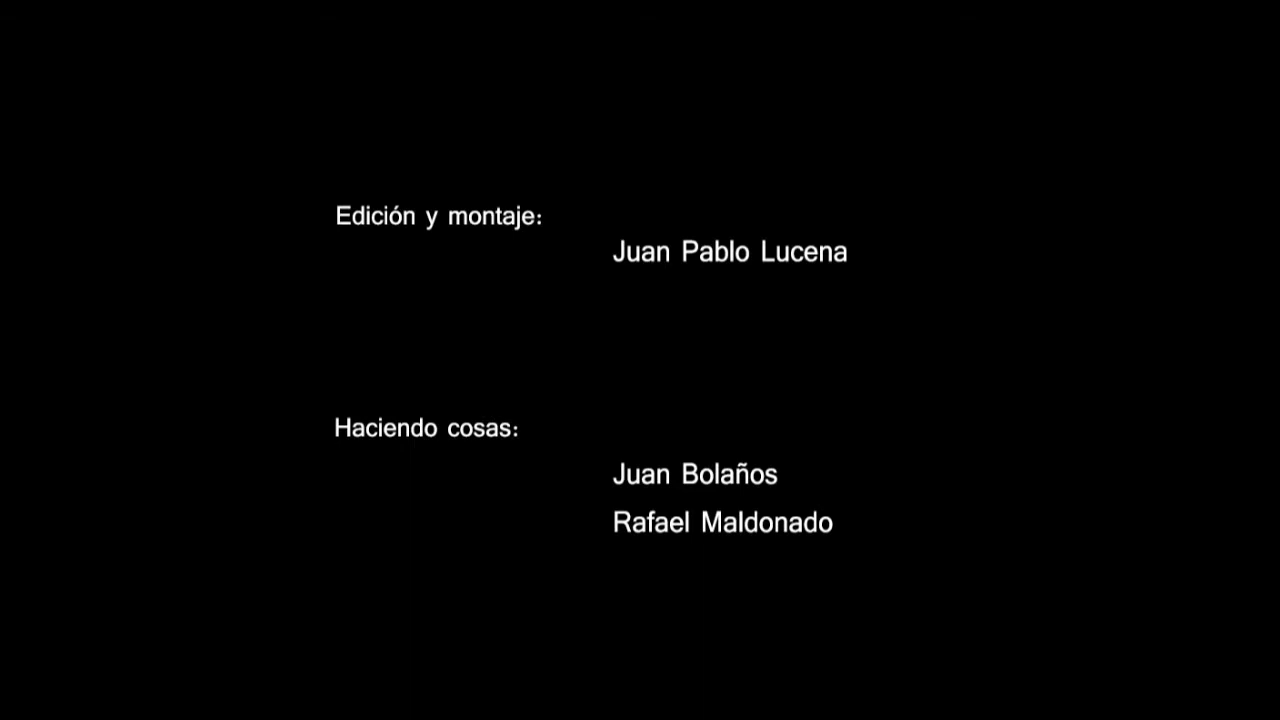 Edición y montaje:
Juan Pablo Lucena
Haciendo cosas:
Juan Bolaños
Rafael Maldonado